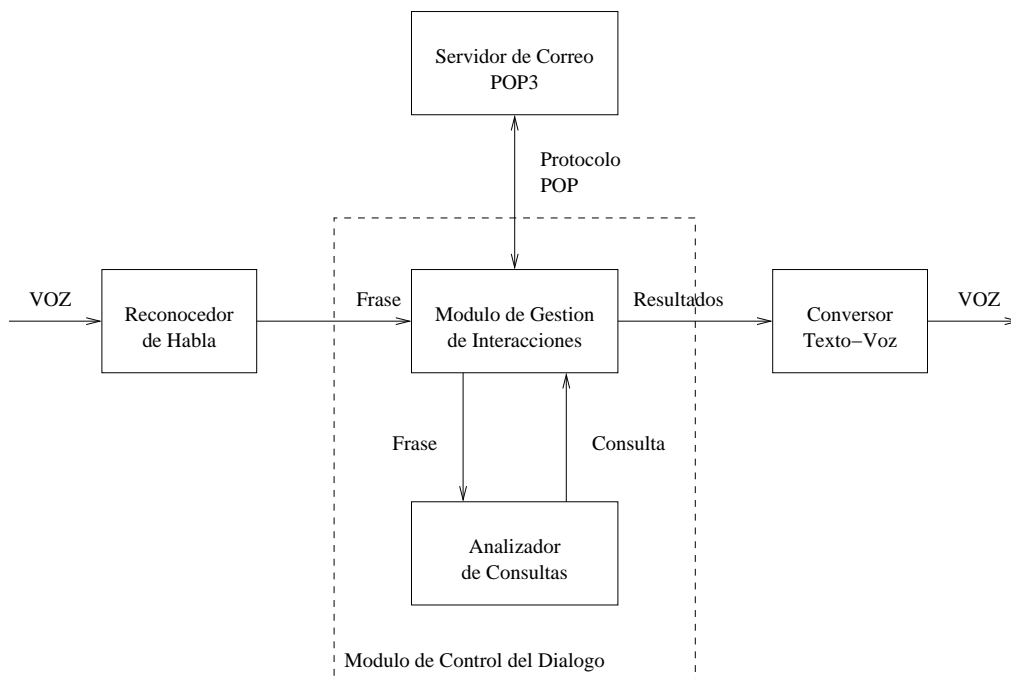 Servidor de Correo
POP3
Protocolo
POP
VOZ
Reconocedor
de Habla
Frase
Modulo de Gestion
de Interacciones
Resultados
Conversor
Texto−Voz
VOZ
Frase
Consulta
Analizador
de Consultas
Modulo de Control del Dialogo